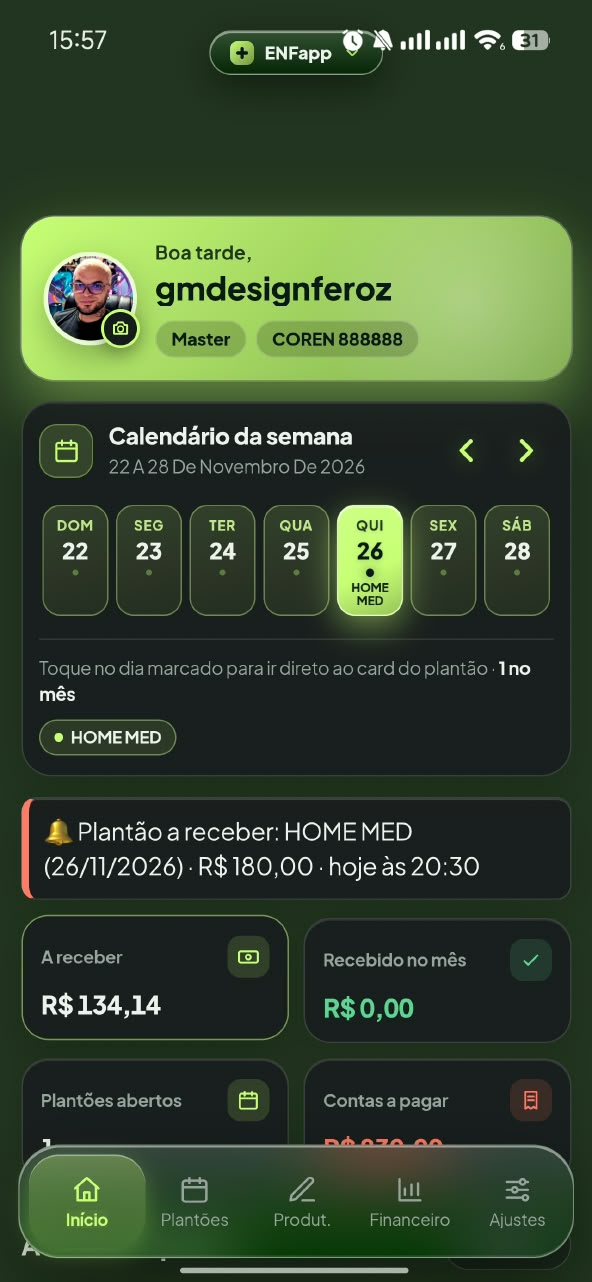 15:57
ENFapp
6
31
Boa tarde,
gmdesignferoz
Master
COREN 888888
Calendário da semana
22 A 28 De Novembro De 2026
DOM
22
SEG
23
TER
24
QUA
25
QUI
26
HOME
MED
SEX
27
SÁB
28
Toque no dia marcado para ir direto ao card do plantão · 1 no
mês
HOME MED
🔔 Plantão a receber: HOME MED
(26/11/2026) · R$ 180,00 · hoje às 20:30
A receber
R$ 134,14
Recebido no mês
R$ 0,00
Plantões abertos
Contas a pagar
Início
Plantões
Produt.
Financeiro
Ajustes